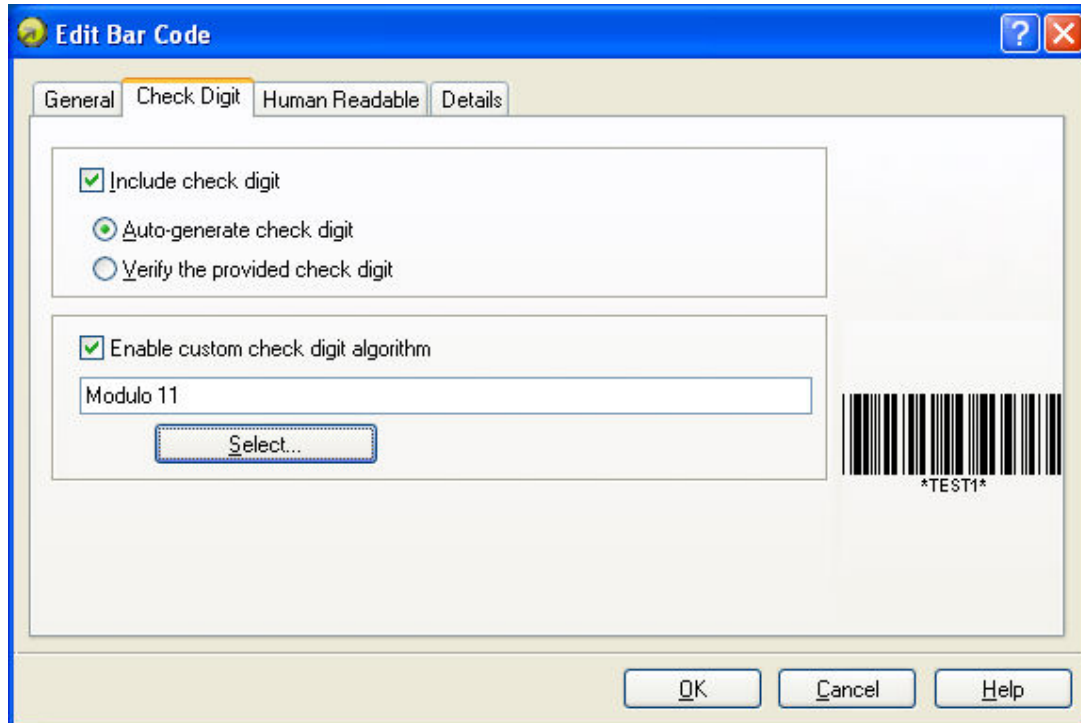 Edit Bar Code
General Check Digit Human Readable Details
Include check digit
Auto-generate check digit
Verify the provided check digit
Enable custom check digit algorithm
Modulo 11
Select...
*TEST1*
OK Cancel Help